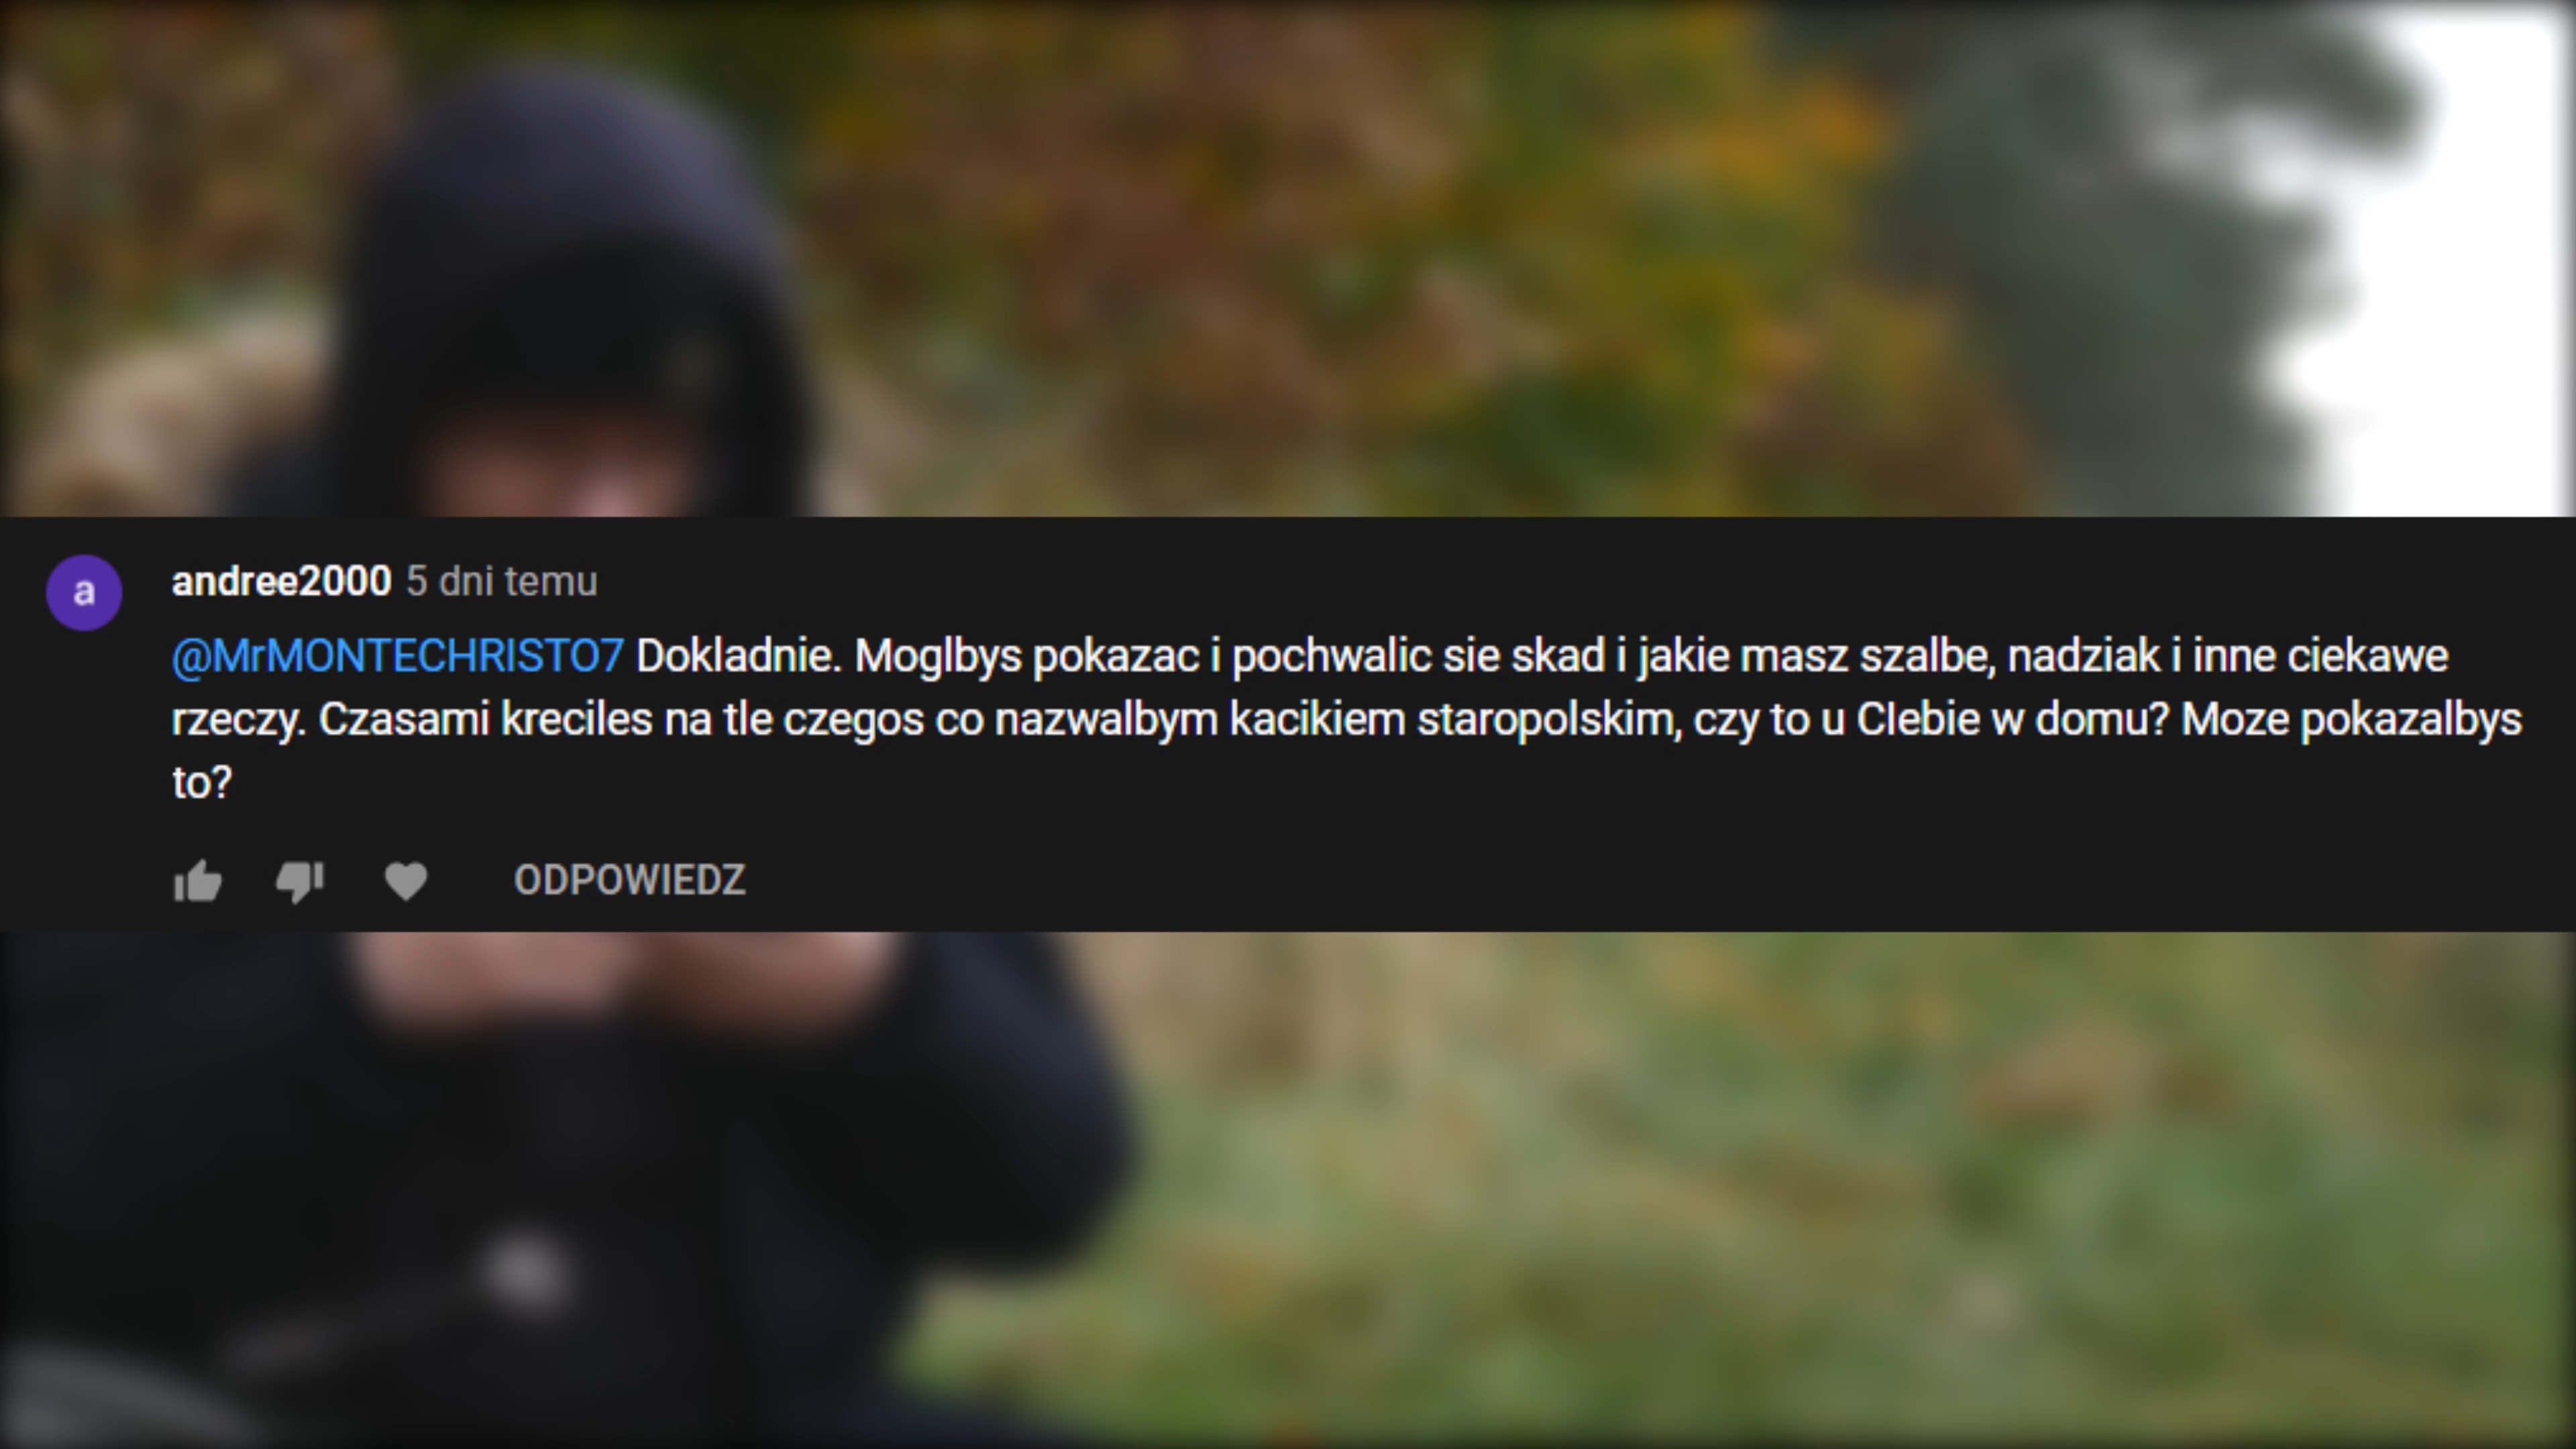 a
andree2000 5 dni temu
@MrMONTECHRISTO7 Dokladnie. Moglbys pokazac i pochwalic sie skad i jakie masz szalbe, nadziak i inne ciekawe
rzeczy. Czasami kreciles na tle czegos co nazwalbym kacikiem staropolskim, czy to u CIebie w domu? Moze pokazalbys
to?
ODPOWIEDZ